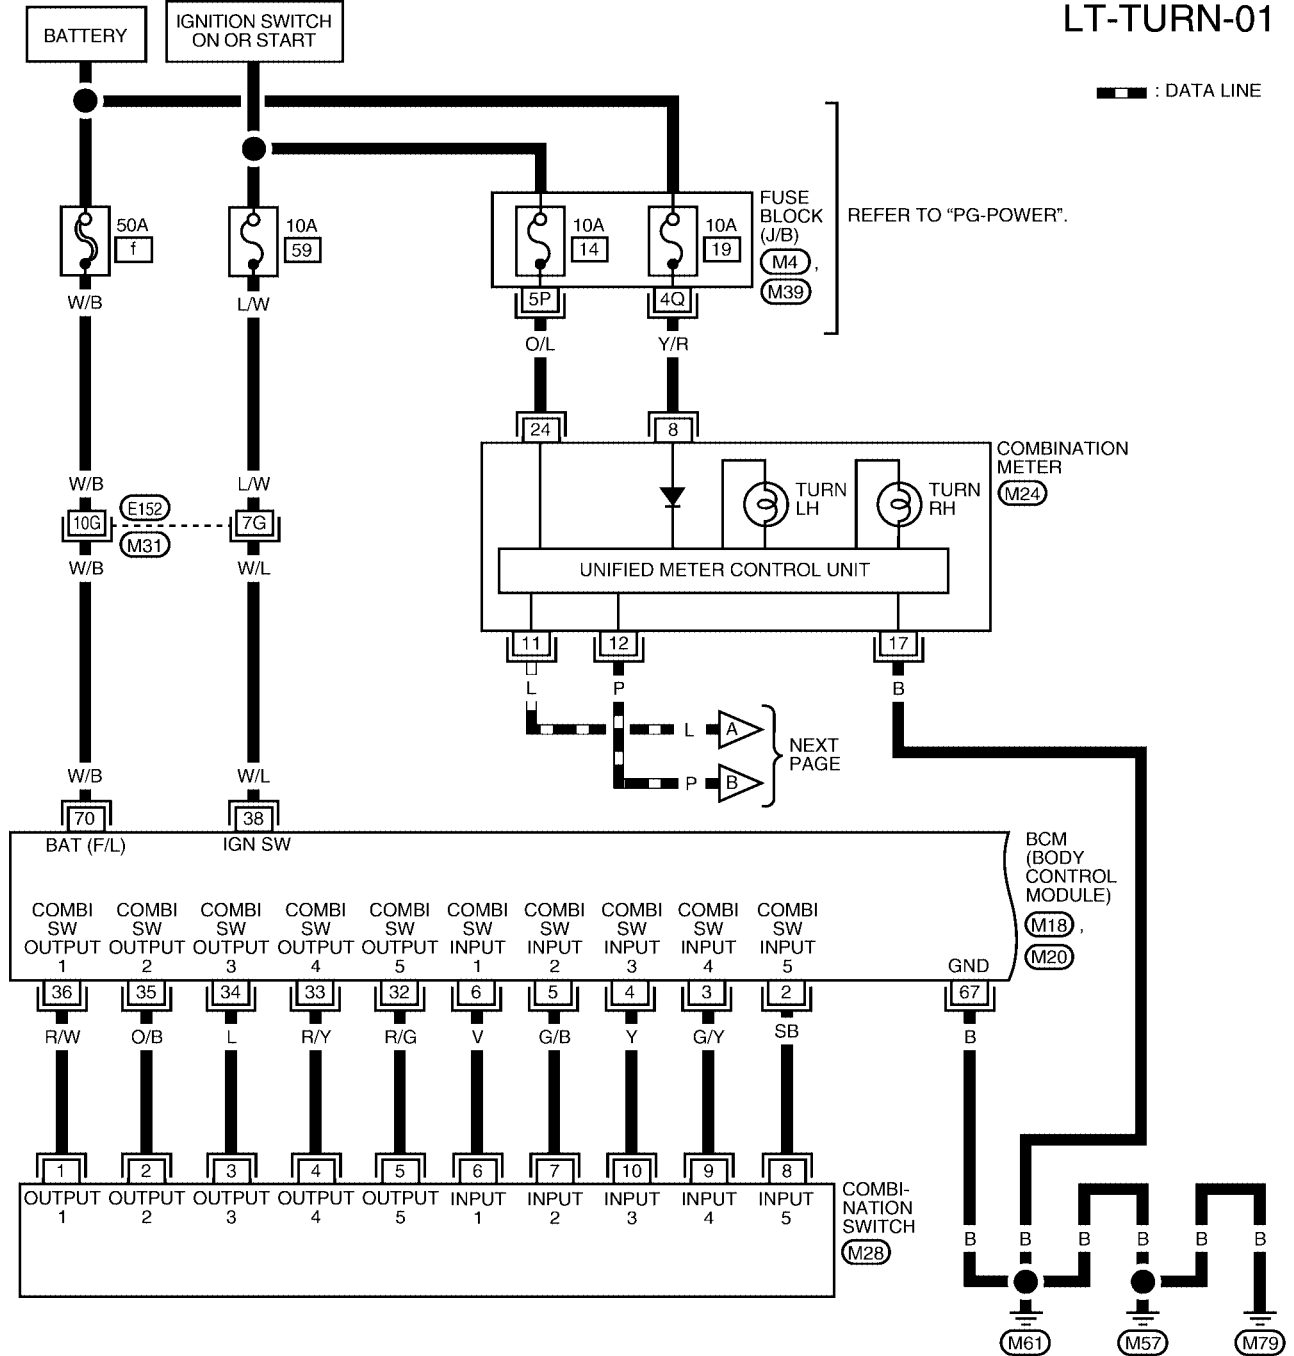 LT-TURN-01
BATTERY
IGNITION SWITCH
ON OR START
: DATA LINE
50A
f
10A
59
10A
14
10A
19
FUSE
BLOCK
(J/B)
M4 ,
M39
REFER TO “PG-POWER”.
W/B
L/W
5P
4Q
O/L
Y/R
24
8
COMBINATION
METER
M24
TURN
LH
TURN
RH
W/B
L/W
10G
E152
M31
7G
W/B
W/L
UNIFIED METER CONTROL UNIT
11
12
17
L
P
B
L
A
P
B
NEXT
PAGE
W/B
W/L
70
38
BAT (F/L)
IGN SW
BCM
(BODY
CONTROL
MODULE)
M18 ,
M20
COMBI COMBI COMBI COMBI COMBI COMBI COMBI COMBI COMBI COMBI
SW SW SW SW SW SW SW SW SW SW
OUTPUT OUTPUT OUTPUT OUTPUT OUTPUT INPUT INPUT INPUT INPUT INPUT
1 2 3 4 5 1 2 3 4 5
GND
36 35 34 33 32 6 5 4 3 2 67
R/W O/B L R/Y R/G V G/B Y G/Y SB B
1 2 3 4 5 6 7 10 9 8
OUTPUT OUTPUT OUTPUT OUTPUT OUTPUT INPUT INPUT INPUT INPUT INPUT
1 2 3 4 5 1 2 3 4 5
COMBI-
NATION
SWITCH
M28
B B B B B B
M61 M57 M79